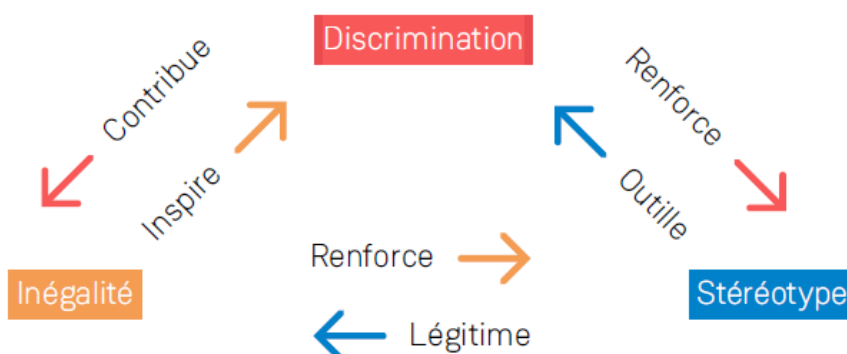 Discrimination
Contribue
Renforce
Inspire
Outille
Renforce
Inégalité
Stéréotype
Légitime